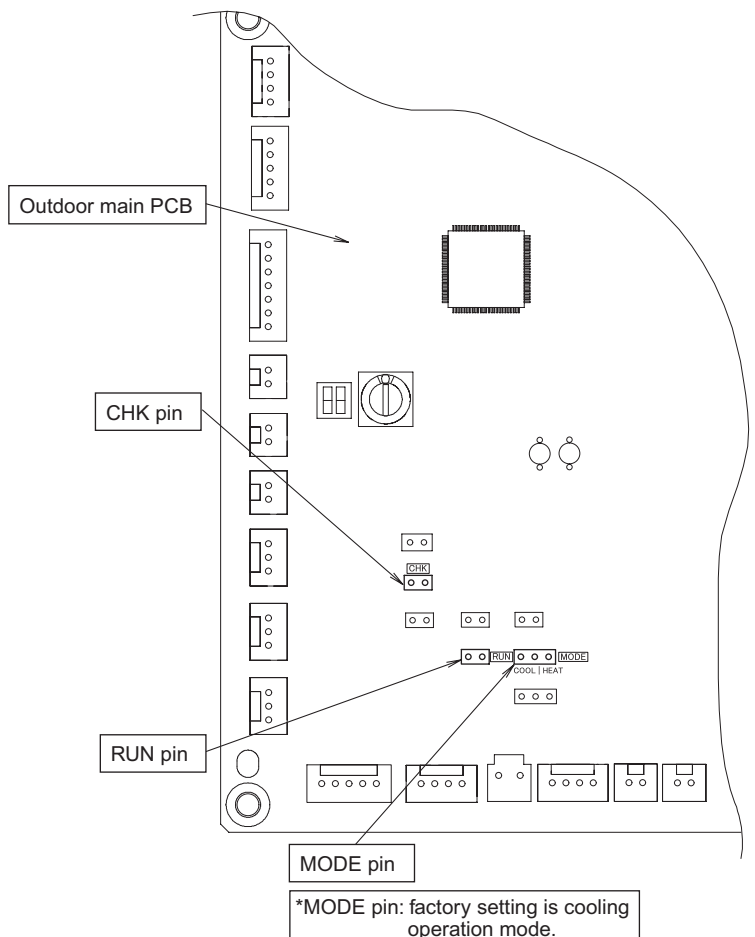 Outdoor main PCB
CHK pin
CHK
RUN
MODE
COOL | HEAT
RUN pin
MODE pin
*MODE pin: factory setting is cooling
operation mode.